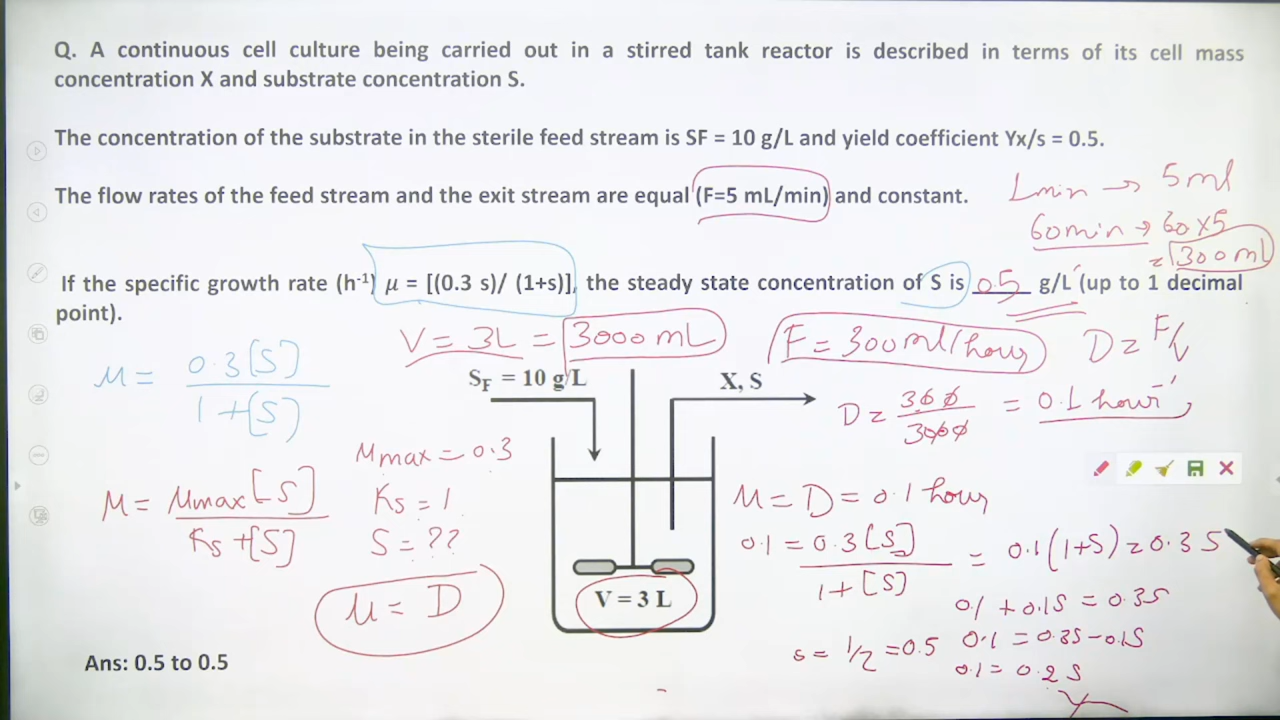 Q. A continuous cell culture being carried out in a stirred tank reactor is described in terms of its cell mass
concentration X and substrate concentration S.
The concentration of the substrate in the sterile feed stream is SF = 10 g/L and yield coefficient Yx/s = 0.5.
The flow rates of the feed stream and the exit stream are equal (F=5 mL/min) and constant.
1min → 5ml
60min → 60×5
= 300ml
If the specific growth rate (h⁻¹) μ = [(0.3 s)/ (1+s)], the steady state concentration of S is 0.5 g/L (up to 1 decimal
point).
V = 3L = 3000mL
F = 300ml/hour
D = F/V
μ = 0.3[S]
1+[S]
S_F = 10 g/L
X, S
D = 300
3000
= 0.1 hour⁻¹
μmax = 0.3
μ = μmax[S]
Ks+[S]
Ks = 1
S = ??
μ = D
V = 3 L
μ = D = 0.1 hour
0.1 = 0.3[S]
1+[S]
= 0.1(1+S) = 0.3 S
0.1 + 0.1S = 0.3S
0.1 = 0.3S - 0.1S
0.1 = 0.2S
s = 1/2 = 0.5
Ans: 0.5 to 0.5